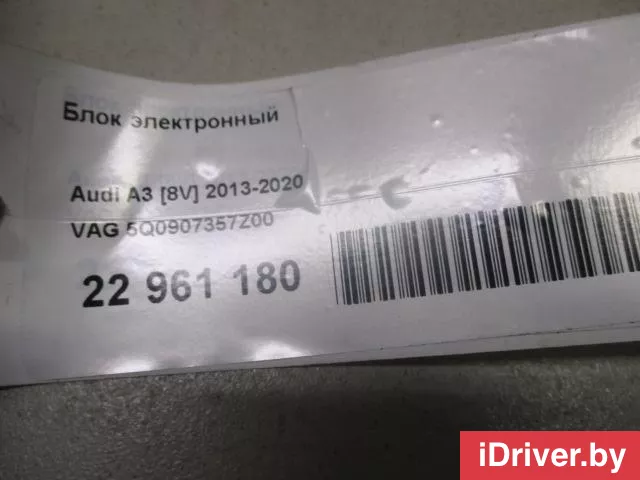 Блок электронный
Audi A3 [8V] 2013-2020
VAG 5Q0907357Z00
22 961 180
iDriver.by